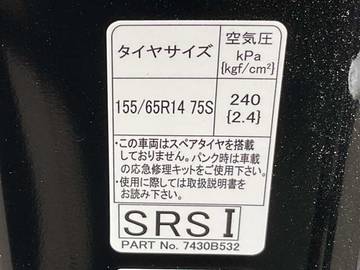 タイヤサイズ
空気圧
kPa
{kgf/cm²}
155/65R14 75S
240
{2.4}
・この車両はスペアタイヤを搭載
しておりません。パンク時は車載
の応急修理キットをご使用下さい。
・使用に際しては取扱説明書を
お読み下さい。
SRS I
PART No. 7430B532